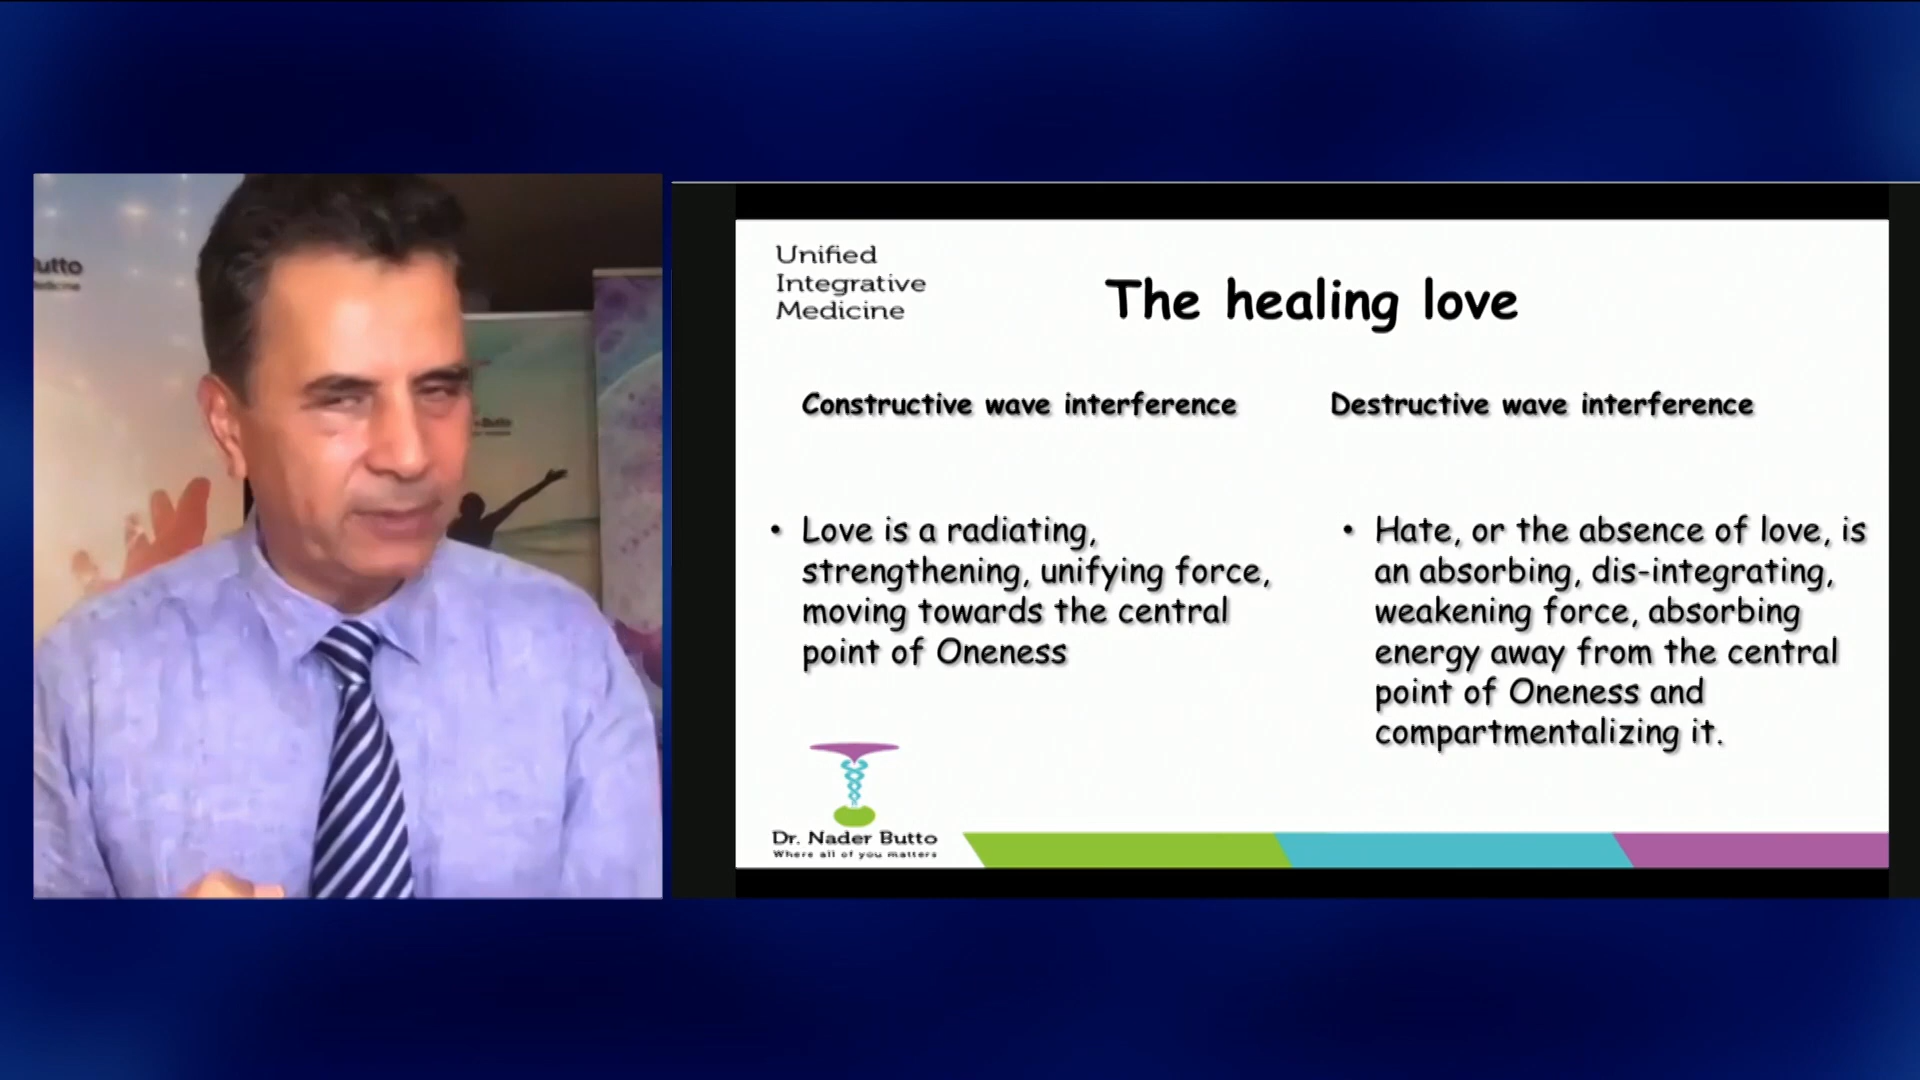 utto
edicine
Butto
Unified
Integrative
Medicine
The healing love
Constructive wave interference
• Love is a radiating,
strengthening, unifying force,
moving towards the central
point of Oneness
Destructive wave interference
• Hate, or the absence of love, is
an absorbing, dis-integrating,
weakening force, absorbing
energy away from the central
point of Oneness and
compartmentalizing it.
Dr. Nader Butto
Where all of you matters